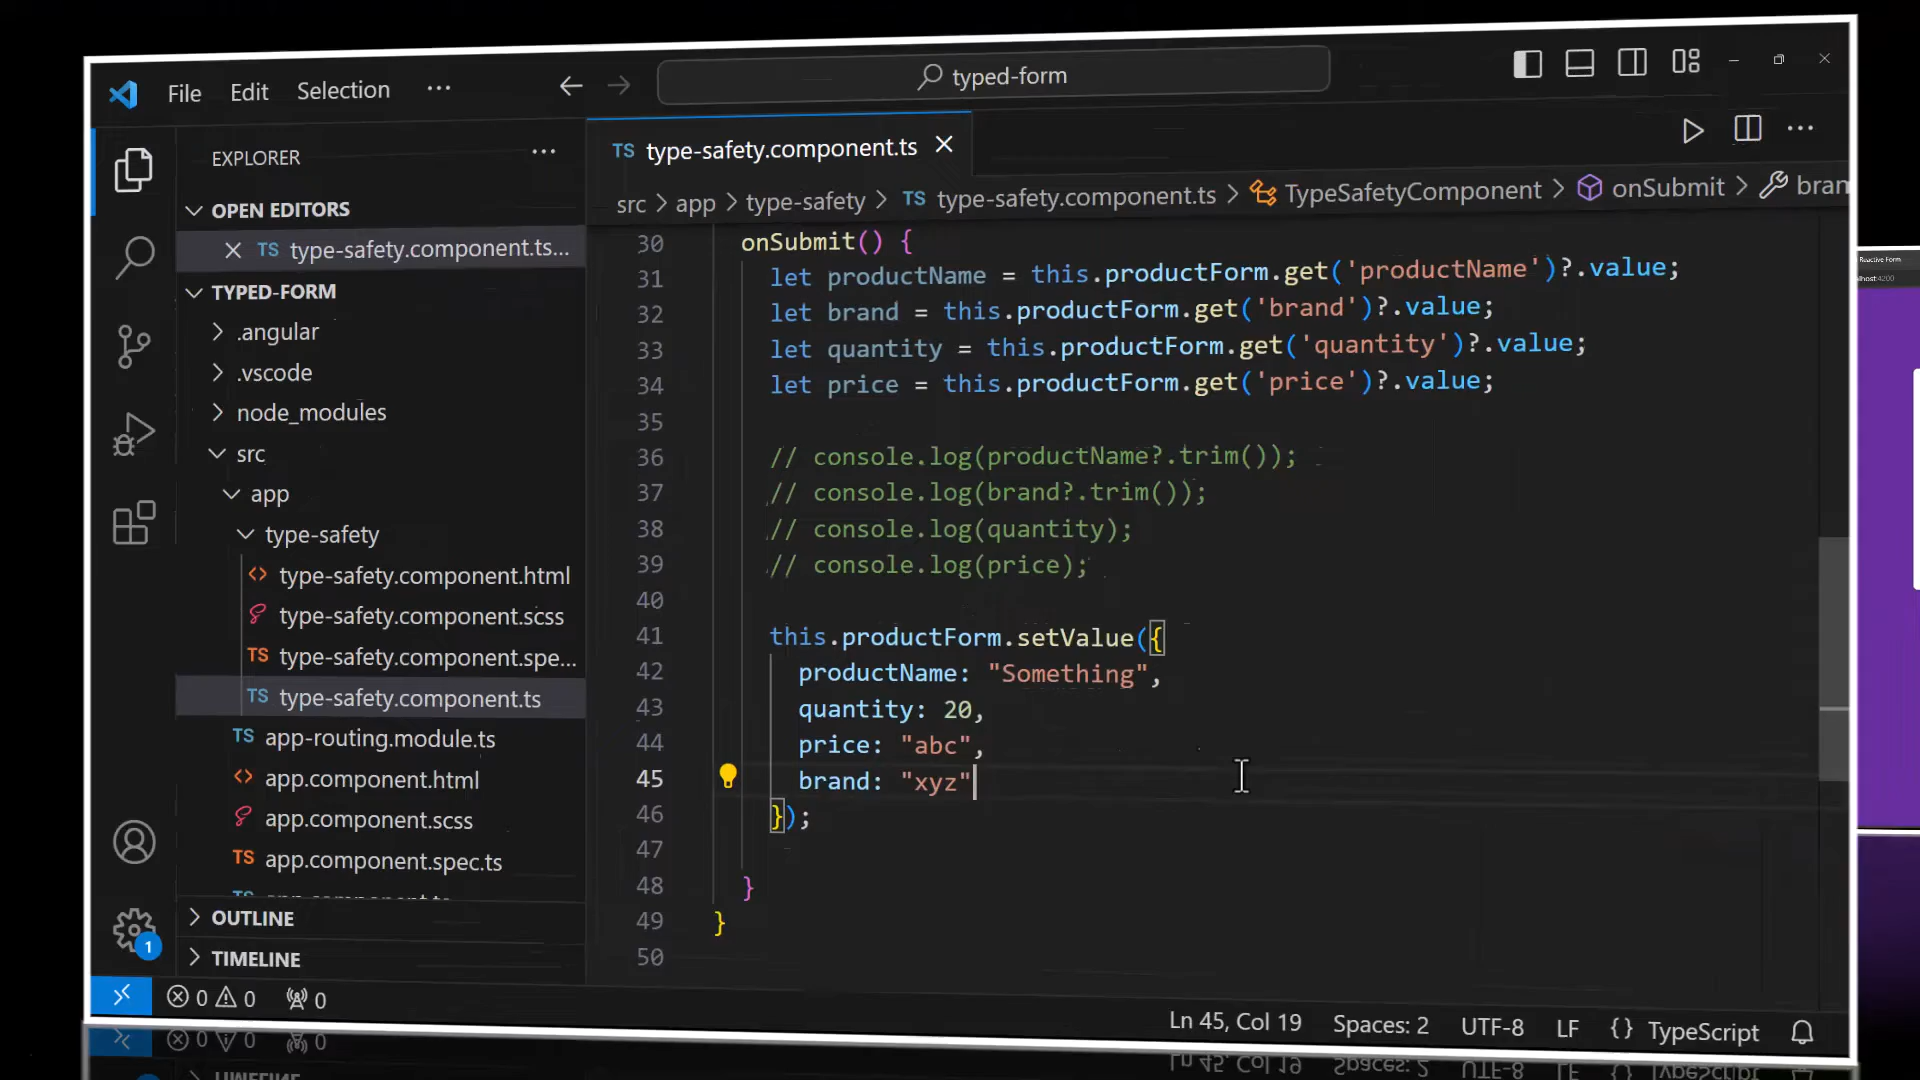 File Edit Selection ···
typed-form
EXPLORER ···
OPEN EDITORS
TS type-safety.component.ts...
TYPED-FORM
.angular
.vscode
node_modules
src
app
type-safety
type-safety.component.html
type-safety.component.scss
TS type-safety.component.spe...
TS type-safety.component.ts
TS app-routing.module.ts
app.component.html
app.component.scss
TS app.component.spec.ts
OUTLINE
TIMELINE
TS type-safety.component.ts
src > app > type-safety > TS type-safety.component.ts > TypeSafetyComponent > onSubmit > bran
30 onSubmit() {
31 let productName = this.productForm.get('productName')?.value;
32 let brand = this.productForm.get('brand')?.value;
33 let quantity = this.productForm.get('quantity')?.value;
34 let price = this.productForm.get('price')?.value;
35
36 // console.log(productName?.trim());
37 // console.log(brand?.trim());
38 // console.log(quantity);
39 // console.log(price);
40
41 this.productForm.setValue({
42 productName: "Something",
43 quantity: 20,
44 price: "abc",
45 brand: "xyz"
46 });
47
48 }
49 }
50
1
0 0 0
Ln 45, Col 19 Spaces: 2 UTF-8 LF {} TypeScript
Reactive Form
lhost:4200